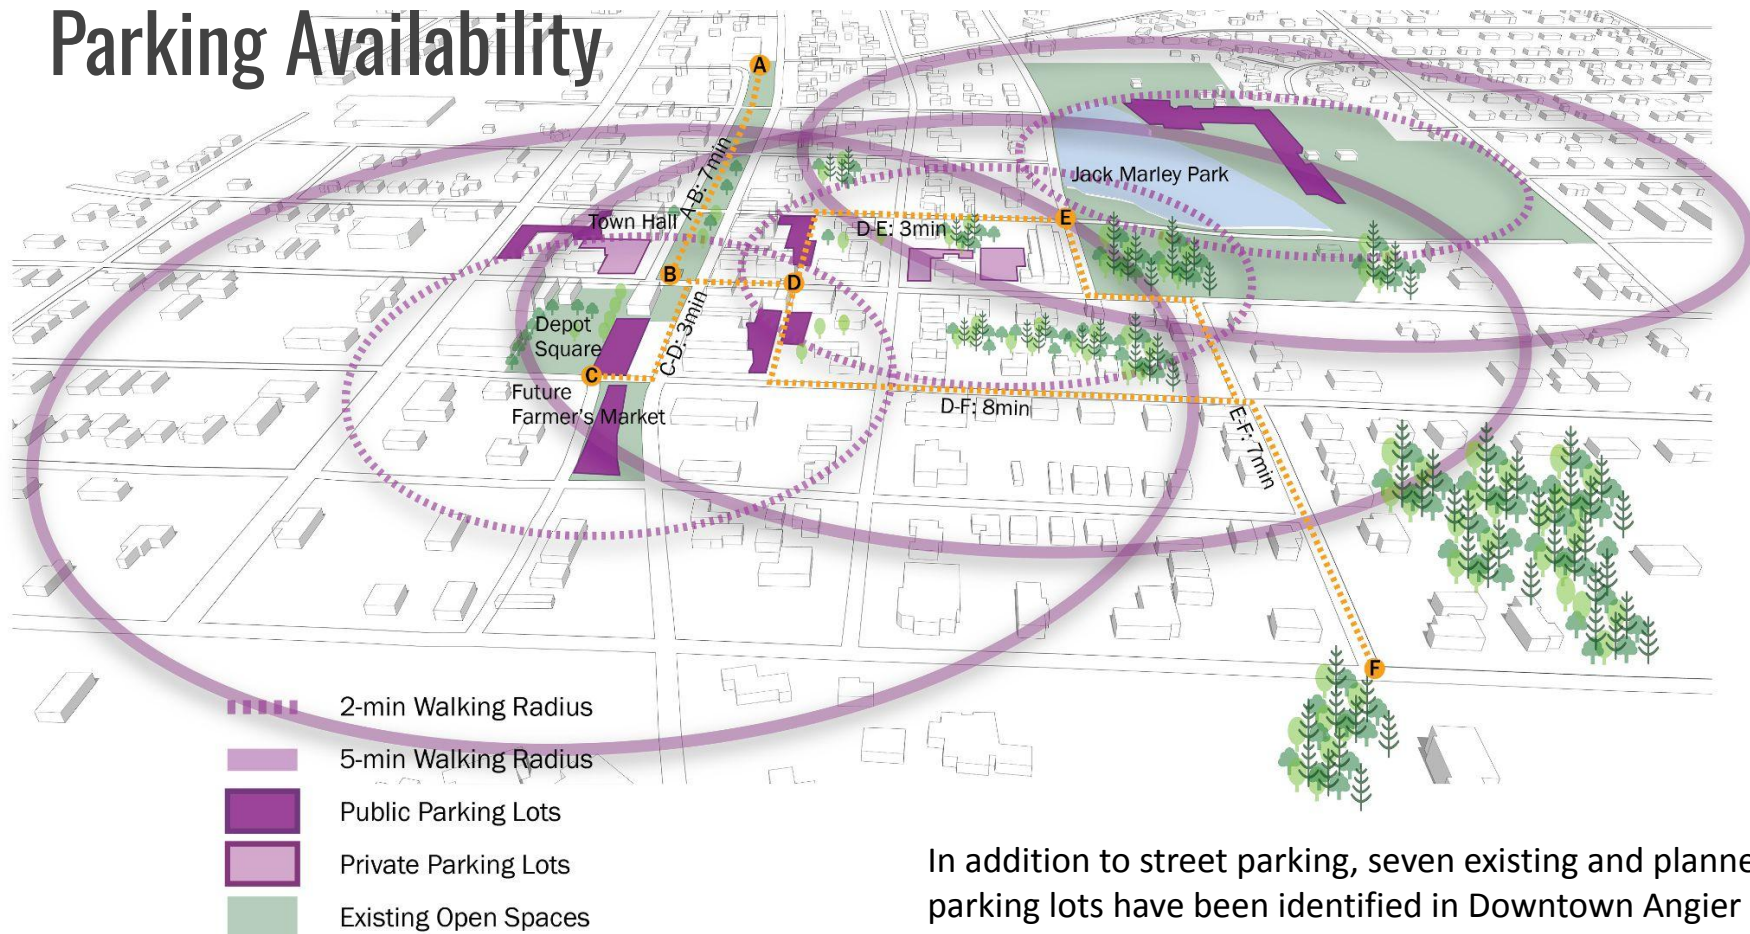 Parking Availability
A
A-B: 7min
Jack Marley Park
Town Hall
D-E: 3min
E
B
D
Depot
Square
C-D: 3min
C
Future
Farmer's Market
D-F: 8min
E-F: 7min
F
2-min Walking Radius
5-min Walking Radius
Public Parking Lots
Private Parking Lots
Existing Open Spaces
In addition to street parking, seven existing and planne
parking lots have been identified in Downtown Angier